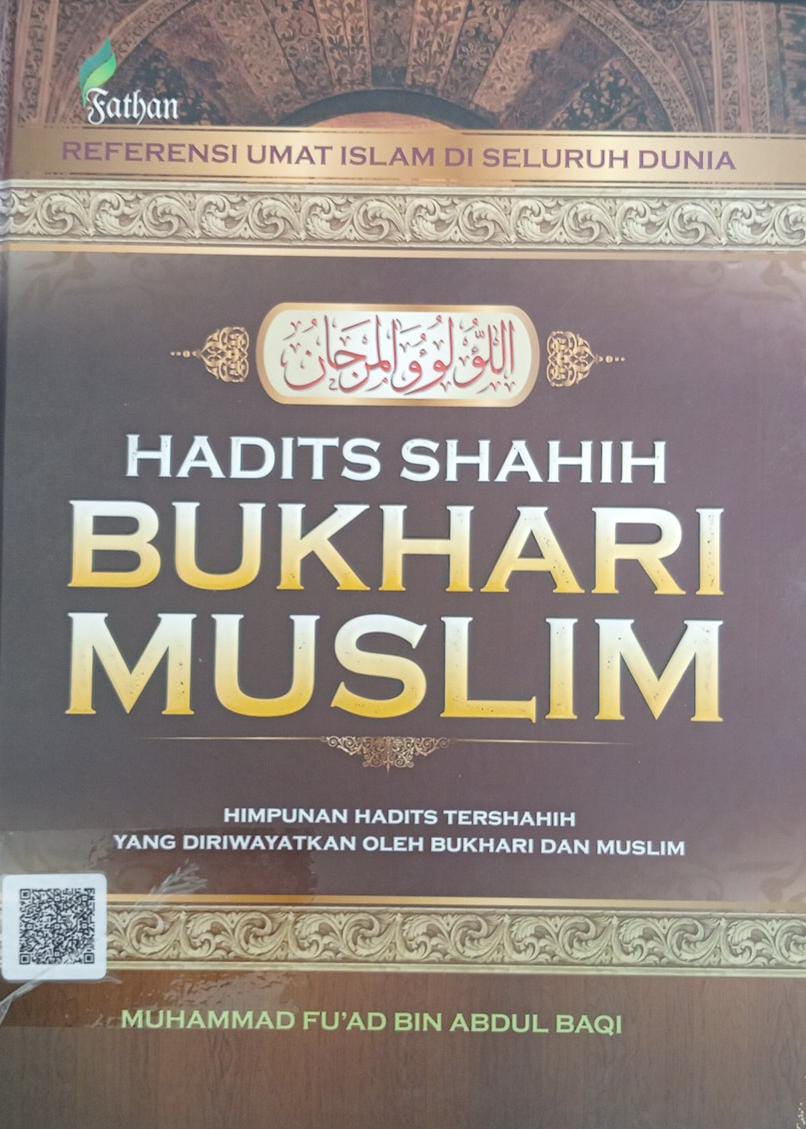 Fathan
REFERENSI UMAT ISLAM DI SELURUH DUNIA
اللؤلؤ والمرجان
HADITS SHAHIH
BUKHARI
MUSLIM
HIMPUNAN HADITS TERSHAHIH
YANG DIRIWAYATKAN OLEH BUKHARI DAN MUSLIM
MUHAMMAD FU'AD BIN ABDUL BAQI